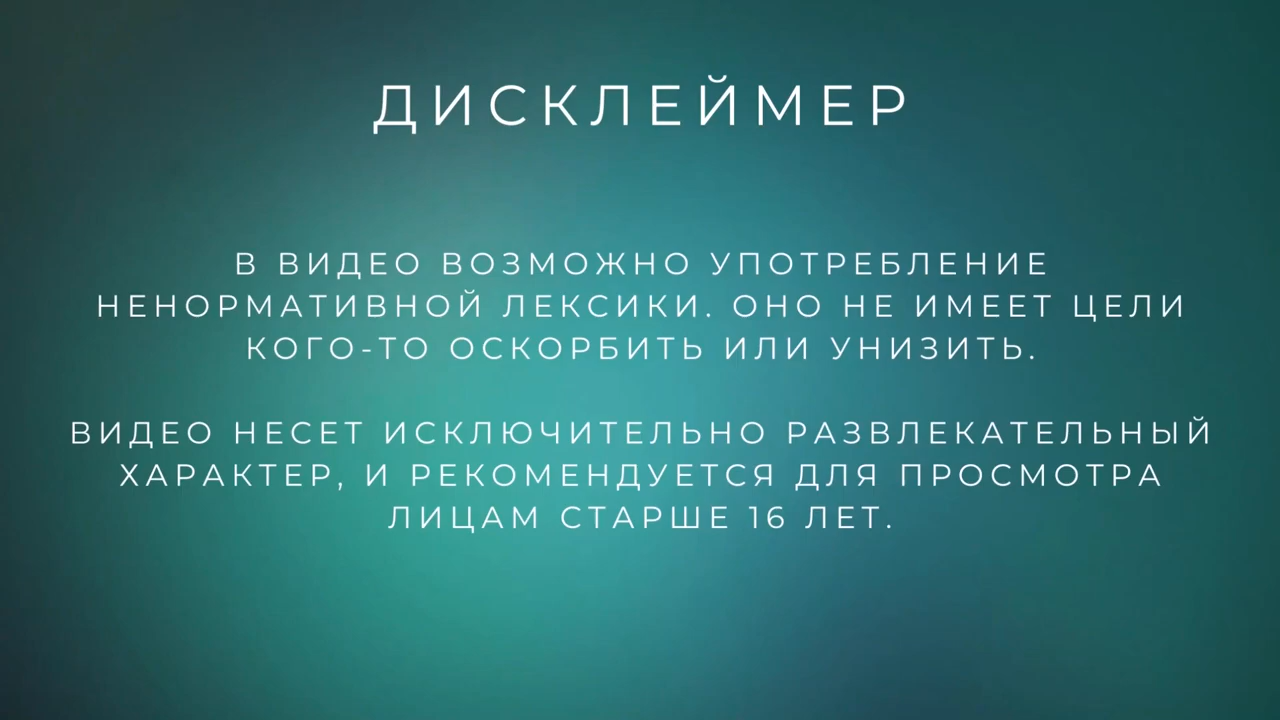 ДИСКЛЕЙМЕР
В ВИДЕО ВОЗМОЖНО УПОТРЕБЛЕНИЕ
НЕНОРМАТИВНОЙ ЛЕКСИКИ. ОНО НЕ ИМЕЕТ ЦЕЛИ
КОГО-ТО ОСКОРБИТЬ ИЛИ УНИЗИТЬ.
ВИДЕО НЕСЕТ ИСКЛЮЧИТЕЛЬНО РАЗВЛЕКАТЕЛЬНЫЙ
ХАРАКТЕР, И РЕКОМЕНДУЕТСЯ ДЛЯ ПРОСМОТРА
ЛИЦАМ СТАРШЕ 16 ЛЕТ.